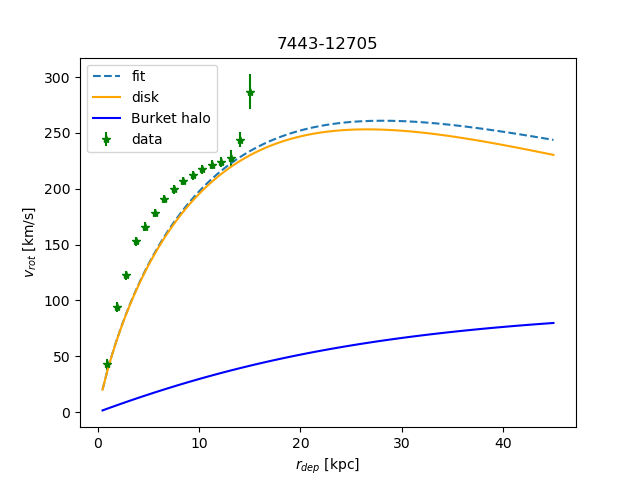 7443-12705
fit
disk
Burket halo
data
300
250
200
150
100
50
0
v_rot [km/s]
0 10 20 30 40
r_dep [kpc]